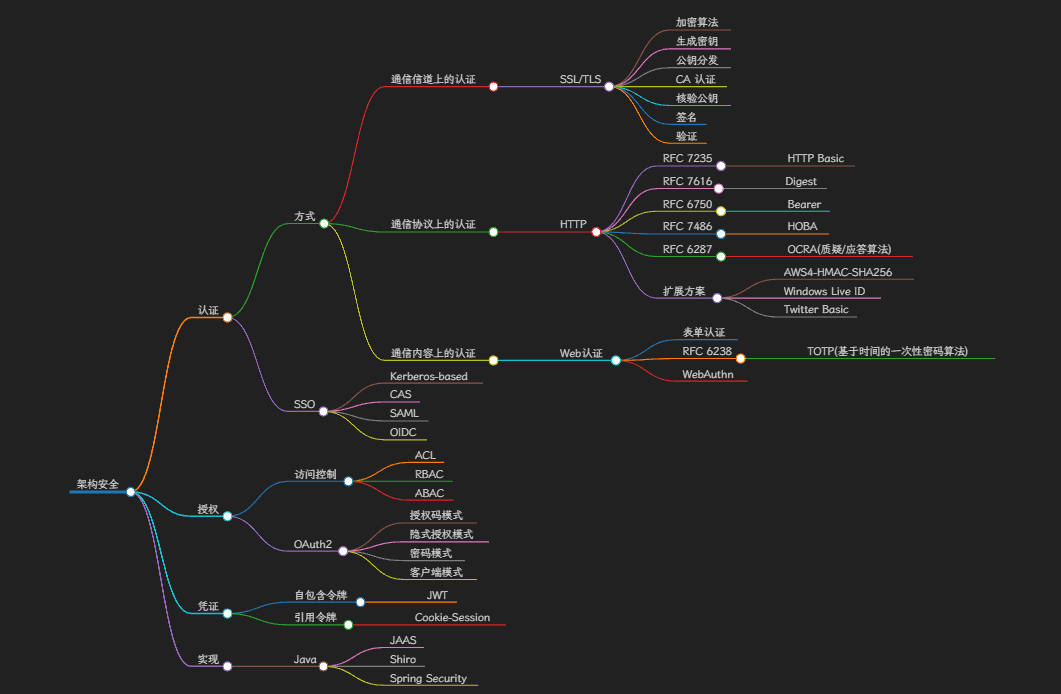 加密算法
生成密钥
公钥分发
通信信道上的认证
SSL/TLS
CA 认证
核验公钥
签名
验证
RFC 7235
HTTP Basic
RFC 7616
Digest
RFC 6750
Bearer
方式
通信协议上的认证
HTTP
RFC 7486
HOBA
RFC 6287
OCRA(质疑/应答算法)
AWS4-HMAC-SHA256
扩展方案
Windows Live ID
认证
Twitter Basic
表单认证
通信内容上的认证
Web认证
RFC 6238
TOTP(基于时间的一次性密码算法)
WebAuthn
Kerberos-based
CAS
SSO
SAML
OIDC
ACL
访问控制
RBAC
架构安全
ABAC
授权
授权码模式
隐式授权模式
OAuth2
密码模式
客户端模式
自包含令牌
JWT
凭证
引用令牌
Cookie-Session
JAAS
实现
Java
Shiro
Spring Security